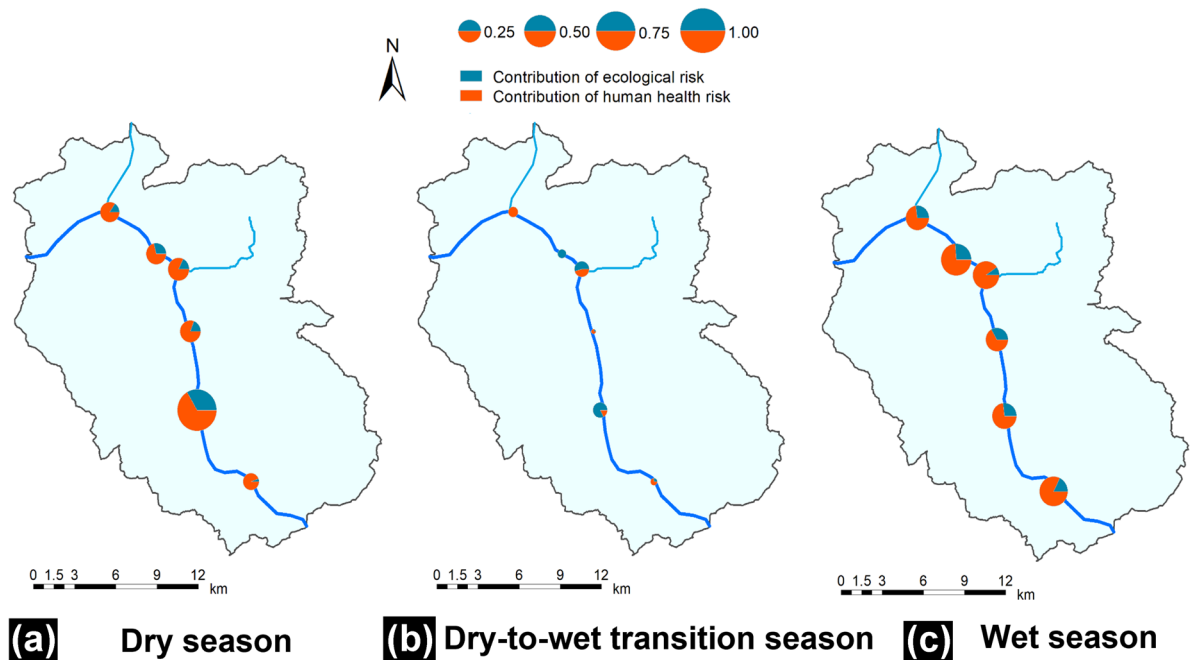 0.25 0.50 0.75 1.00
N
Contribution of ecological risk
Contribution of human health risk
0 1.5 3 6 9 12
km
0 1.5 3 6 9 12
km
0 1.5 3 6 9 12
km
(a) Dry season
(b) Dry-to-wet transition season
(c) Wet season